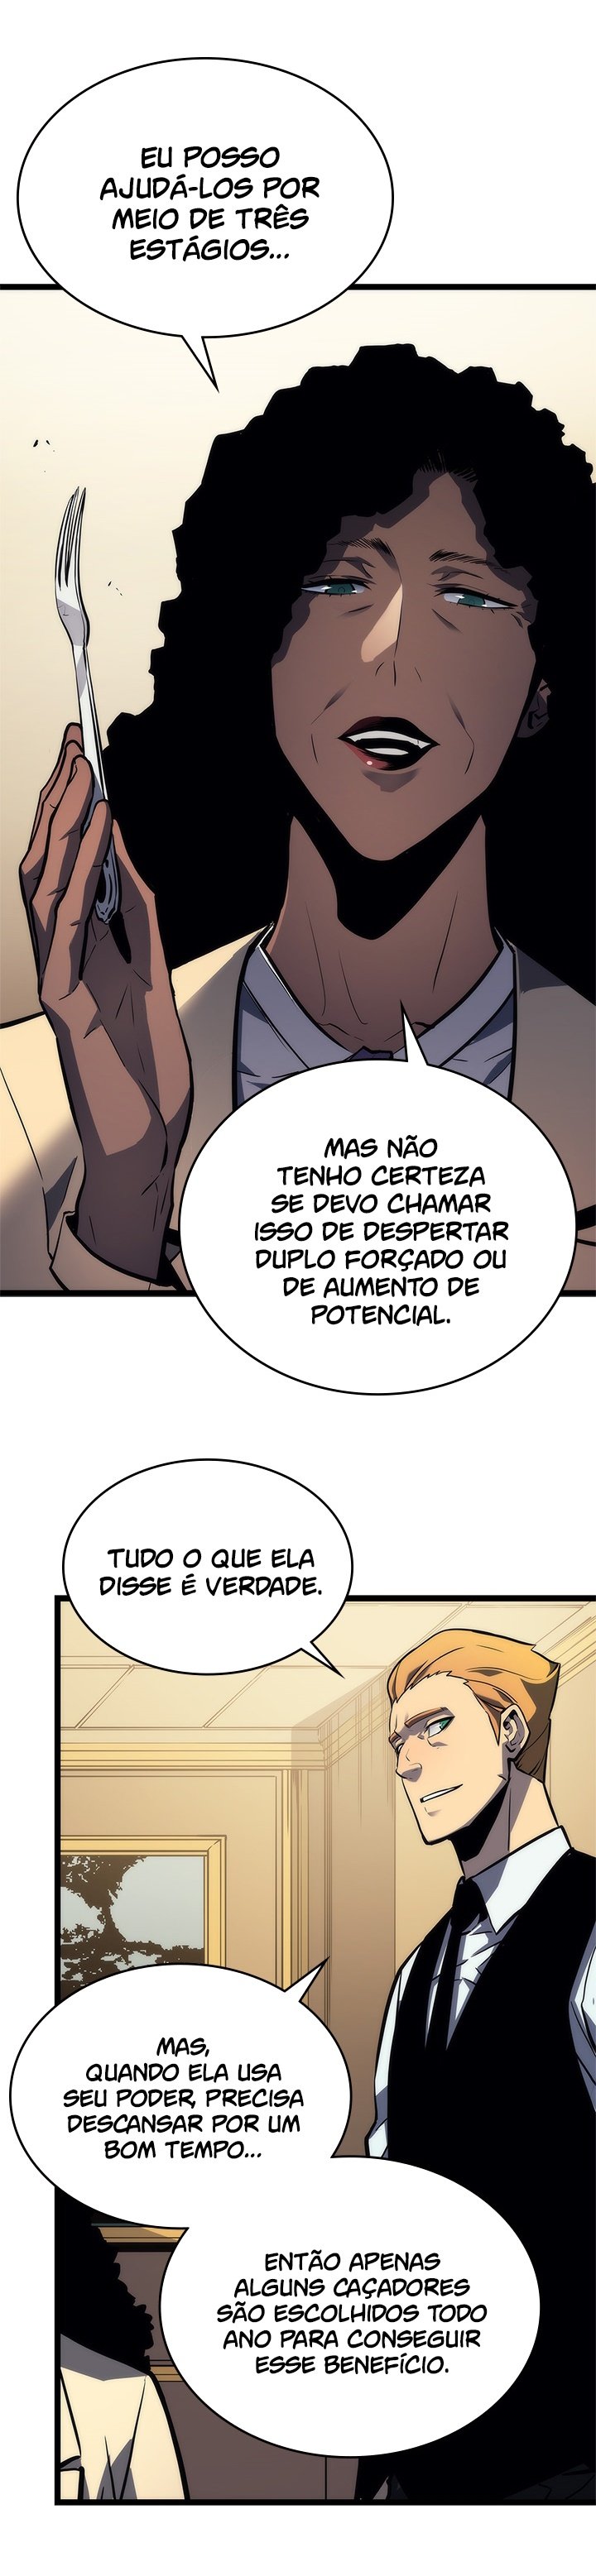 EU POSSO
AJUDÁ-LOS POR
MEIO DE TRÊS
ESTÁGIOS...
MAS NÃO
TENHO CERTEZA
SE DEVO CHAMAR
ISSO DE DESPERTAR
DUPLO FORÇADO OU
DE AUMENTO DE
POTENCIAL.
TUDO O QUE ELA
DISSE É VERDADE.
MAS,
QUANDO ELA USA
SEU PODER, PRECISA
DESCANSAR POR UM
BOM TEMPO...
ENTÃO APENAS
ALGUNS CAÇADORES
SÃO ESCOLHIDOS TODO
ANO PARA CONSEGUIR
ESSE BENEFÍCIO.